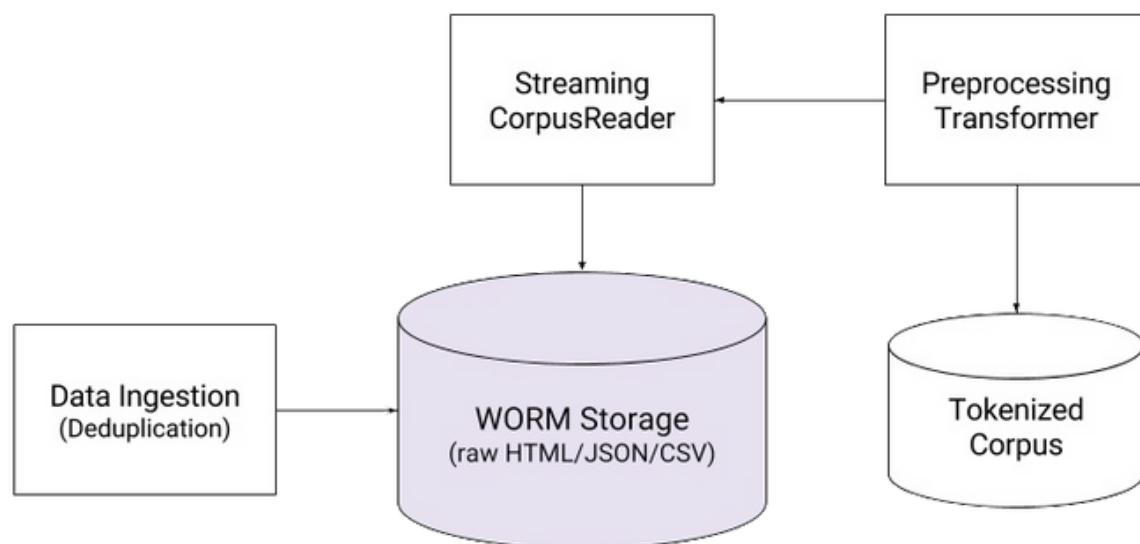 Streaming
CorpusReader
Preprocessing
Transformer
Data Ingestion
(Deduplication)
WORM Storage
(raw HTML/JSON/CSV)
Tokenized
Corpus